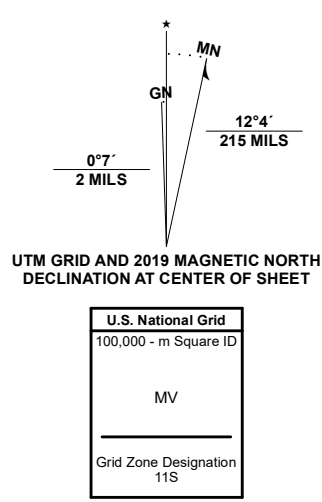 ★
MN
GN
12°4´
215 MILS
0°7´
2 MILS
UTM GRID AND 2019 MAGNETIC NORTH
DECLINATION AT CENTER OF SHEET
U.S. National Grid
100,000 - m Square ID
MV
Grid Zone Designation
11S